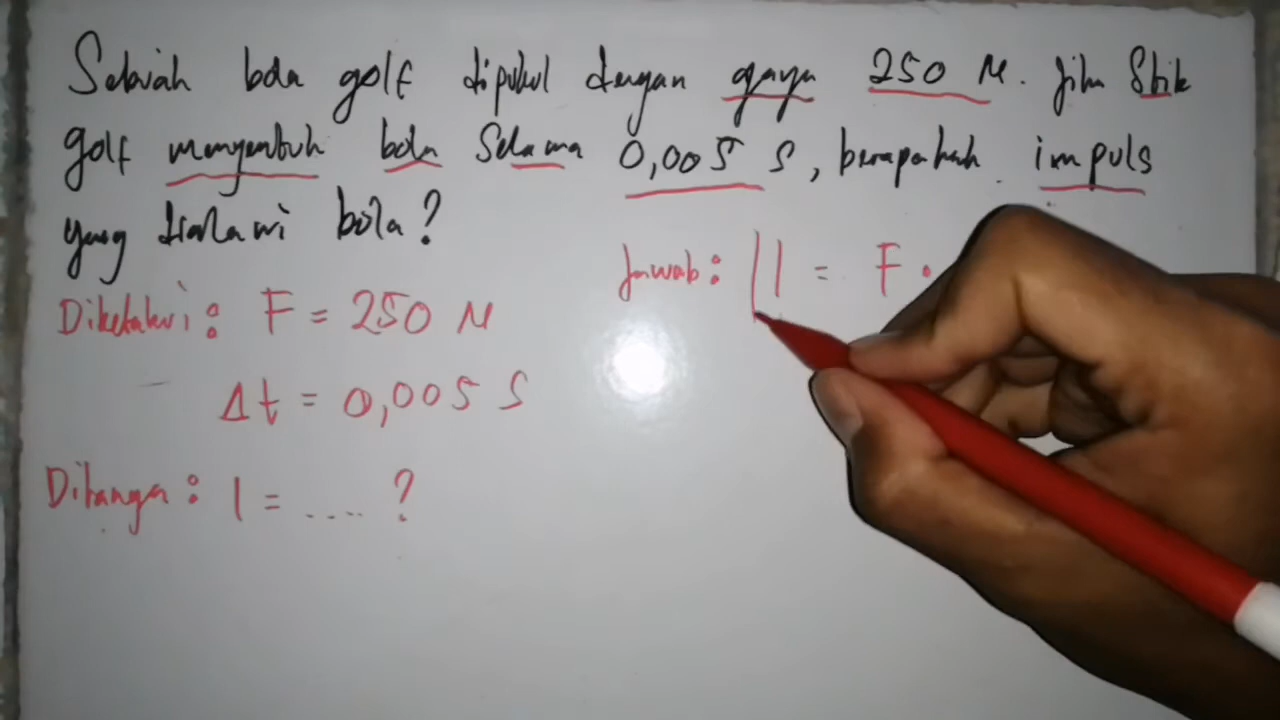 Sebuah bola golf dipukul dengan gaya 250 N. Jika Stik
golf menyentuh bola Selama 0,005 s, berapakah impuls
yang dialami bola?
Diketahui: F = 250 N
Δt = 0,005 s
Ditanya: I = .... ?
Jawab: I = F ·